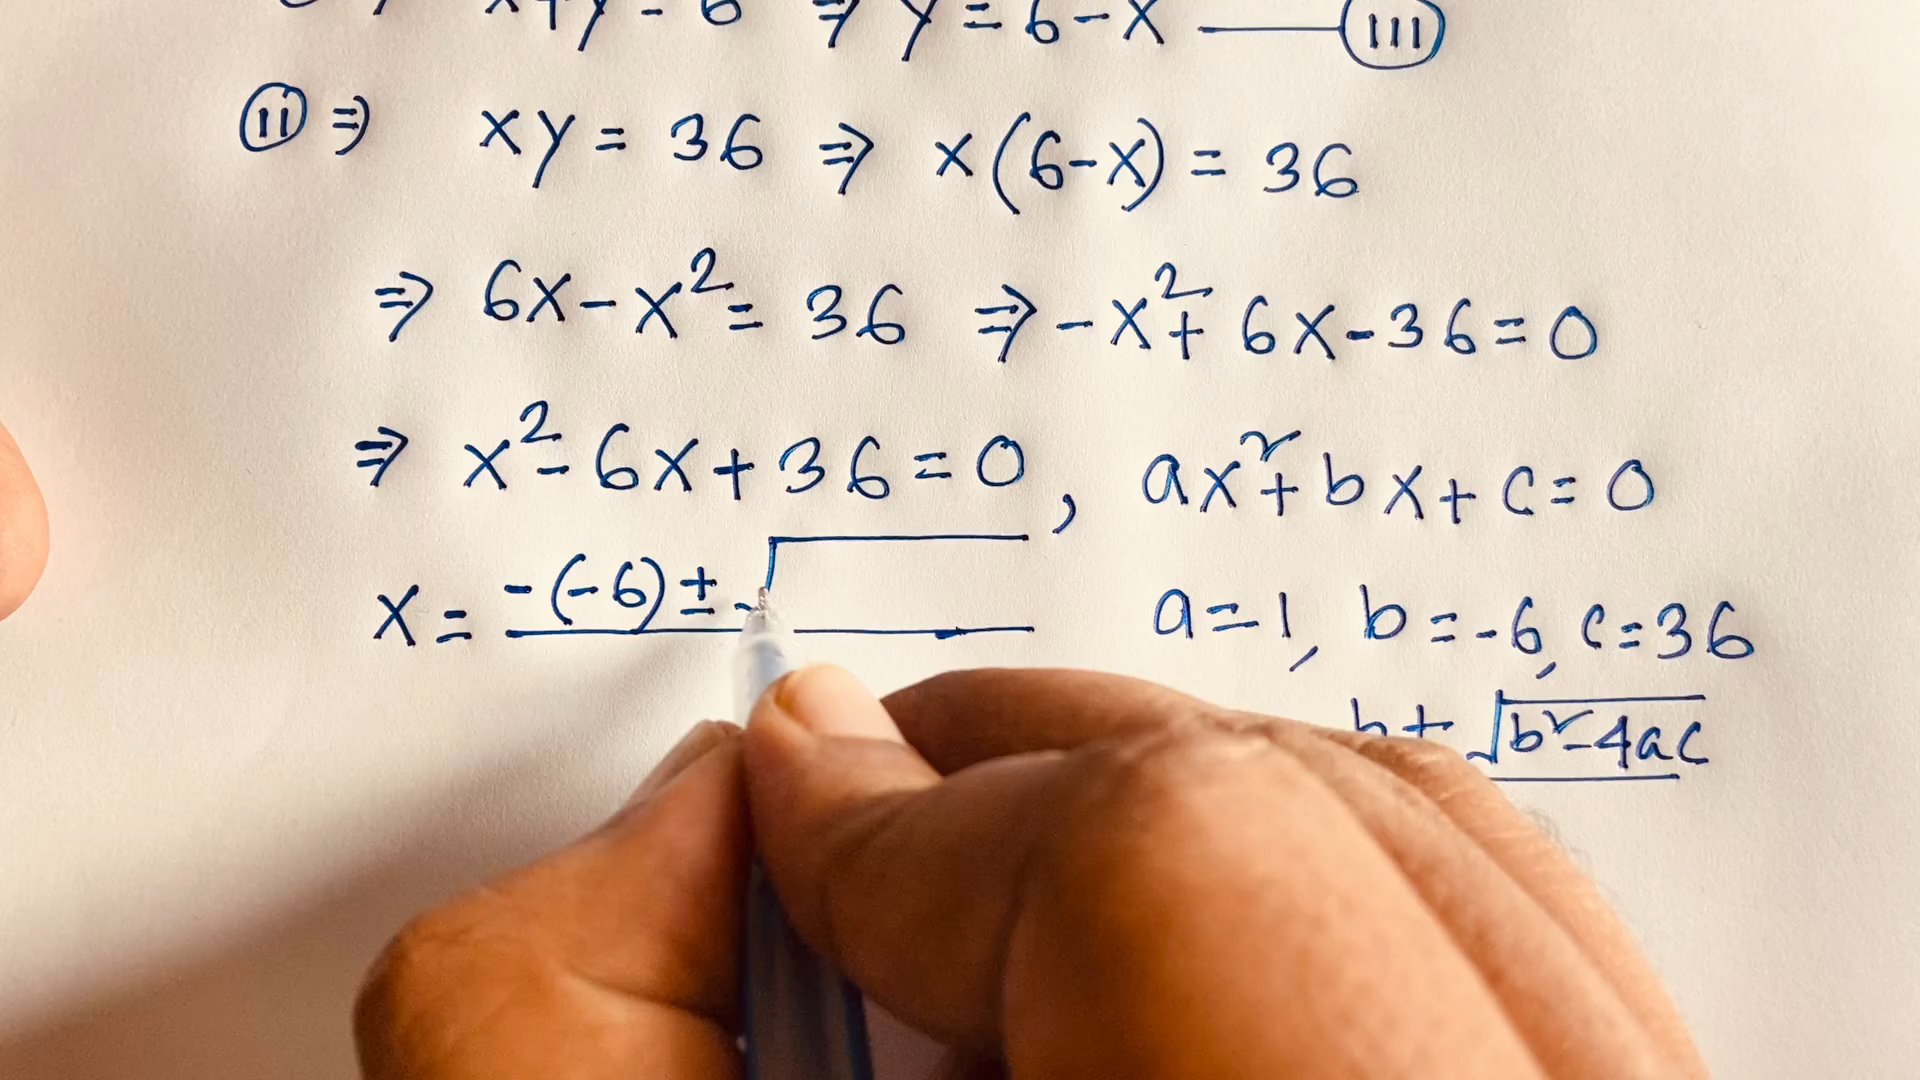 x+y=6 ⇒ y=6-x —— (III)
(II) ⇒ xy = 36 ⇒ x(6-x) = 36
⇒ 6x-x²= 36 ⇒ -x²+6x-36=0
⇒ x²-6x+36=0, ax²+bx+c=0
x = -(-6) ± √ a=1, b=-6, c=36
b± √b²-4ac